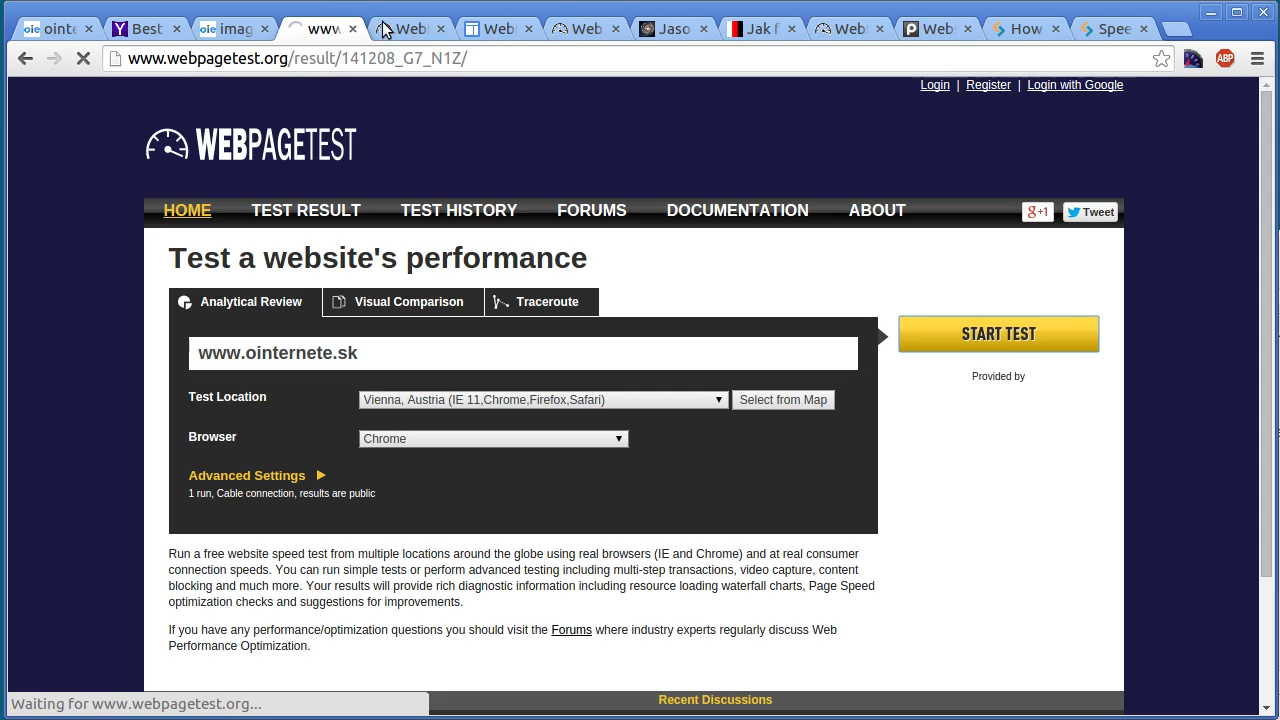 ointe
Best
imag
www
WebP
Webl
Web
Jaso
Jak f
Webl
Web
How
Spee
www.webpagetest.org/result/141208_G7_N1Z/
ABP
Login | Register | Login with Google
WEBPAGETEST
HOME TEST RESULT TEST HISTORY FORUMS DOCUMENTATION ABOUT
g+1 Tweet
Test a website's performance
Analytical Review Visual Comparison Traceroute
www.ointernete.sk
START TEST
Provided by
Test Location Vienna, Austria (IE 11,Chrome,Firefox,Safari) Select from Map
Browser Chrome
Advanced Settings
1 run, Cable connection, results are public
Run a free website speed test from multiple locations around the globe using real browsers (IE and Chrome) and at real consumer
connection speeds. You can run simple tests or perform advanced testing including multi-step transactions, video capture, content
blocking and much more. Your results will provide rich diagnostic information including resource loading waterfall charts, Page Speed
optimization checks and suggestions for improvements.
If you have any performance/optimization questions you should visit the Forums where industry experts regularly discuss Web
Performance Optimization.
Recent Discussions
Waiting for www.webpagetest.org...